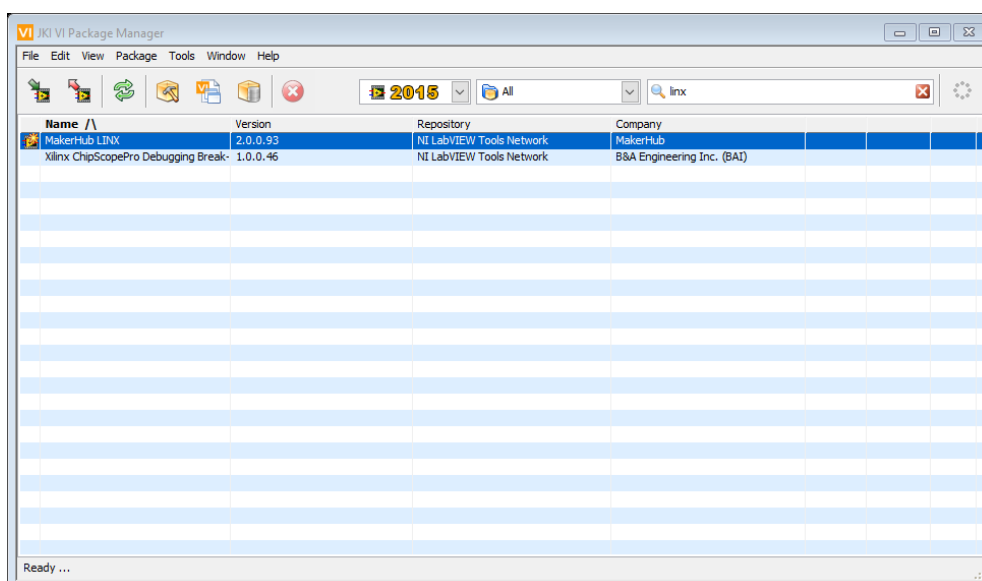 VI JKI VI Package Manager
File Edit View Package Tools Window Help
2015 All linx
Name /\ Version Repository Company
MakerHub LINX 2.0.0.93 NI LabVIEW Tools Network MakerHub
Xilinx ChipScopePro Debugging Break- 1.0.0.46 NI LabVIEW Tools Network B&A Engineering Inc. (BAI)
Ready ...